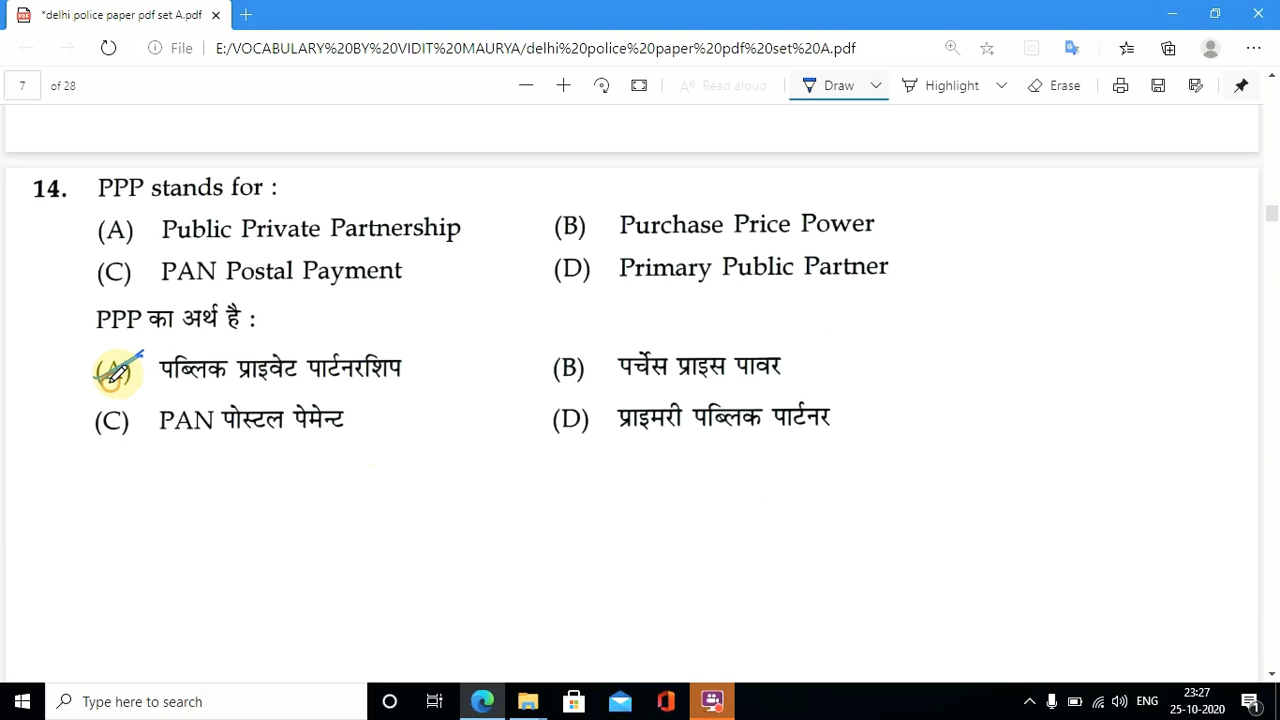 *delhi police paper pdf set A.pdf
File E:/VOCABULARY%20BY%20VIDIT%20MAURYA/delhi%20police%20paper%20pdf%20set%20A.pdf
7 of 28 Read aloud Draw Highlight Erase
14. PPP stands for :
(A) Public Private Partnership (B) Purchase Price Power
(C) PAN Postal Payment (D) Primary Public Partner
PPP का अर्थ है :
(A) पब्लिक प्राइवेट पार्टनरशिप (B) पर्चेस प्राइस पावर
(C) PAN पोस्टल पेमेन्ट (D) प्राइमरी पब्लिक पार्टनर
Type here to search ENG 23:27
25-10-2020 1